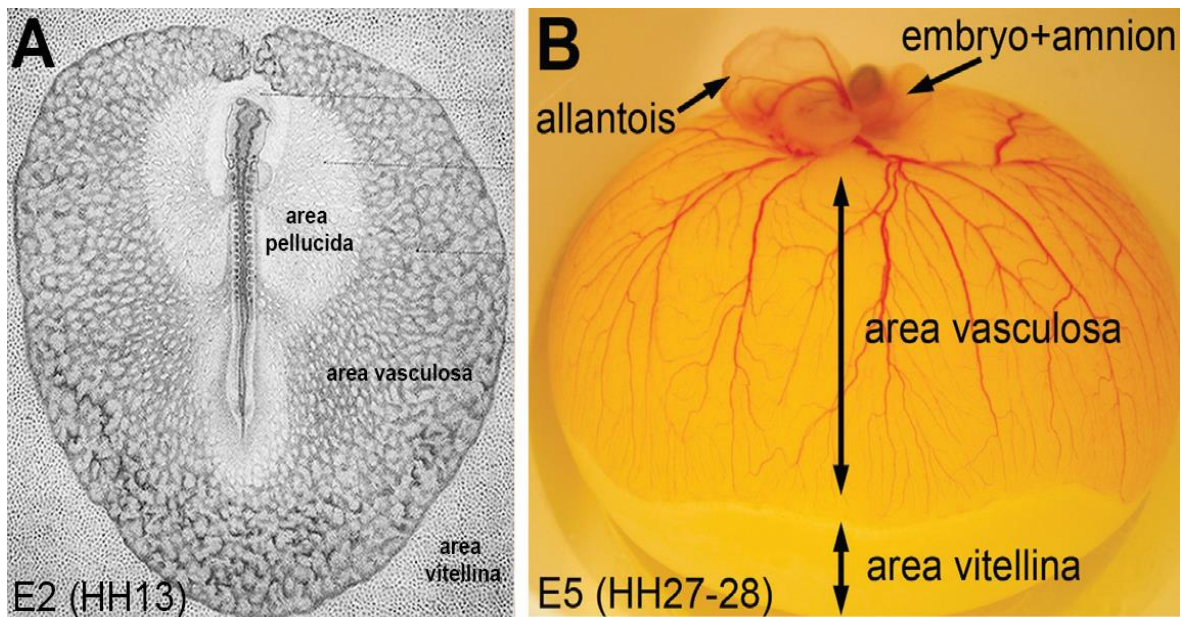 A
area
pellucida
area vasculosa
area
vitellina
E2 (HH13)
B
embryo+amnion
allantois
area vasculosa
area vitellina
E5 (HH27-28)